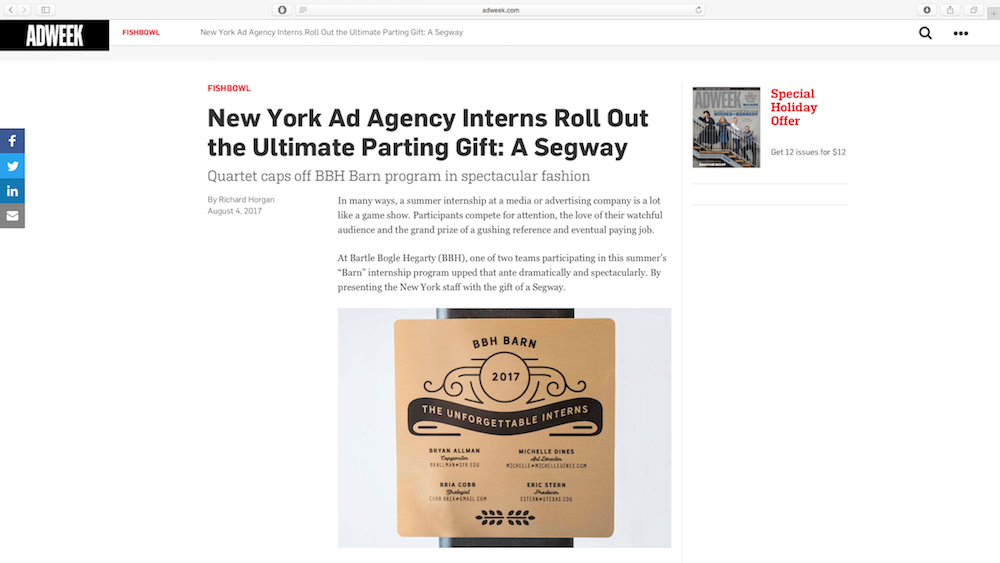 adweek.com
ADWEEK
FISHBOWL
New York Ad Agency Interns Roll Out the Ultimate Parting Gift: A Segway
FISHBOWL
New York Ad Agency Interns Roll Out
the Ultimate Parting Gift: A Segway
Quartet caps off BBH Barn program in spectacular fashion
By Richard Horgan
August 4, 2017
In many ways, a summer internship at a media or advertising company is a lot
like a game show. Participants compete for attention, the love of their watchful
audience and the grand prize of a gushing reference and eventual paying job.
At Bartle Bogle Hegarty (BBH), one of two teams participating in this summer's
“Barn” internship program upped that ante dramatically and spectacularly. By
presenting the New York staff with the gift of a Segway.
BBH BARN
2017
THE UNFORGETTABLE INTERNS
BRYAN ALLMAN
Copywriter
BRALLMAN@SYR.EDU
MICHELLE DINES
Art Director
MICHELLE@MICHELLEDINES.COM
BRIA COBB
Strategist
COBB.BRIA@GMAIL.COM
ERIC STERN
Producer
ESTERN@UTEXAS.EDU
ADWEEK
Special
Holiday
Offer
Get 12 issues for $12